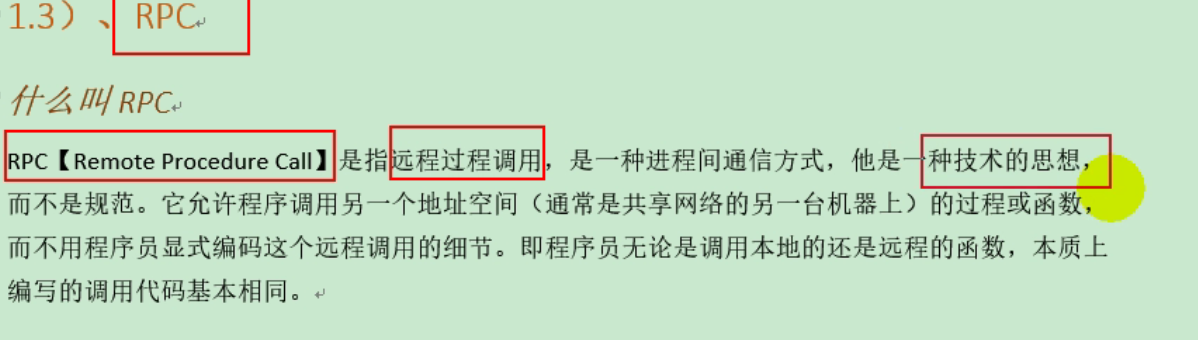 1.3）、RPC
什么叫 RPC
RPC【Remote Procedure Call】是指远程过程调用，是一种进程间通信方式，他是一种技术的思想，
而不是规范。它允许程序调用另一个地址空间（通常是共享网络的另一台机器上）的过程或函数，
而不用程序员显式编码这个远程调用的细节。即程序员无论是调用本地的还是远程的函数，本质上
编写的调用代码基本相同。